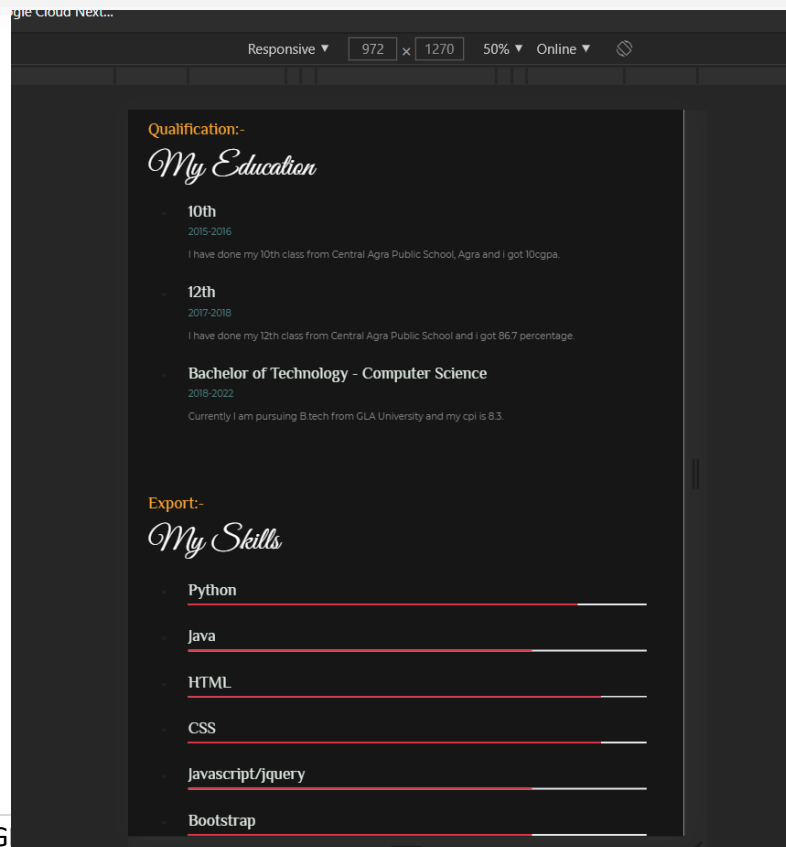 gle Cloud Next...
Responsive ▼ 972 × 1270 50% ▼ Online ▼
Qualification:-
My Education
10th
2015-2016
I have done my 10th class from Central Agra Public School, Agra and i got 10cgpa.
12th
2017-2018
I have done my 12th class from Central Agra Public School and i got 86.7 percentage.
Bachelor of Technology - Computer Science
2018-2022
Currently I am pursuing B.tech from GLA University and my cpi is 8.3.
Export:-
My Skills
Python
Java
HTML
CSS
Javascript/jquery
Bootstrap
G